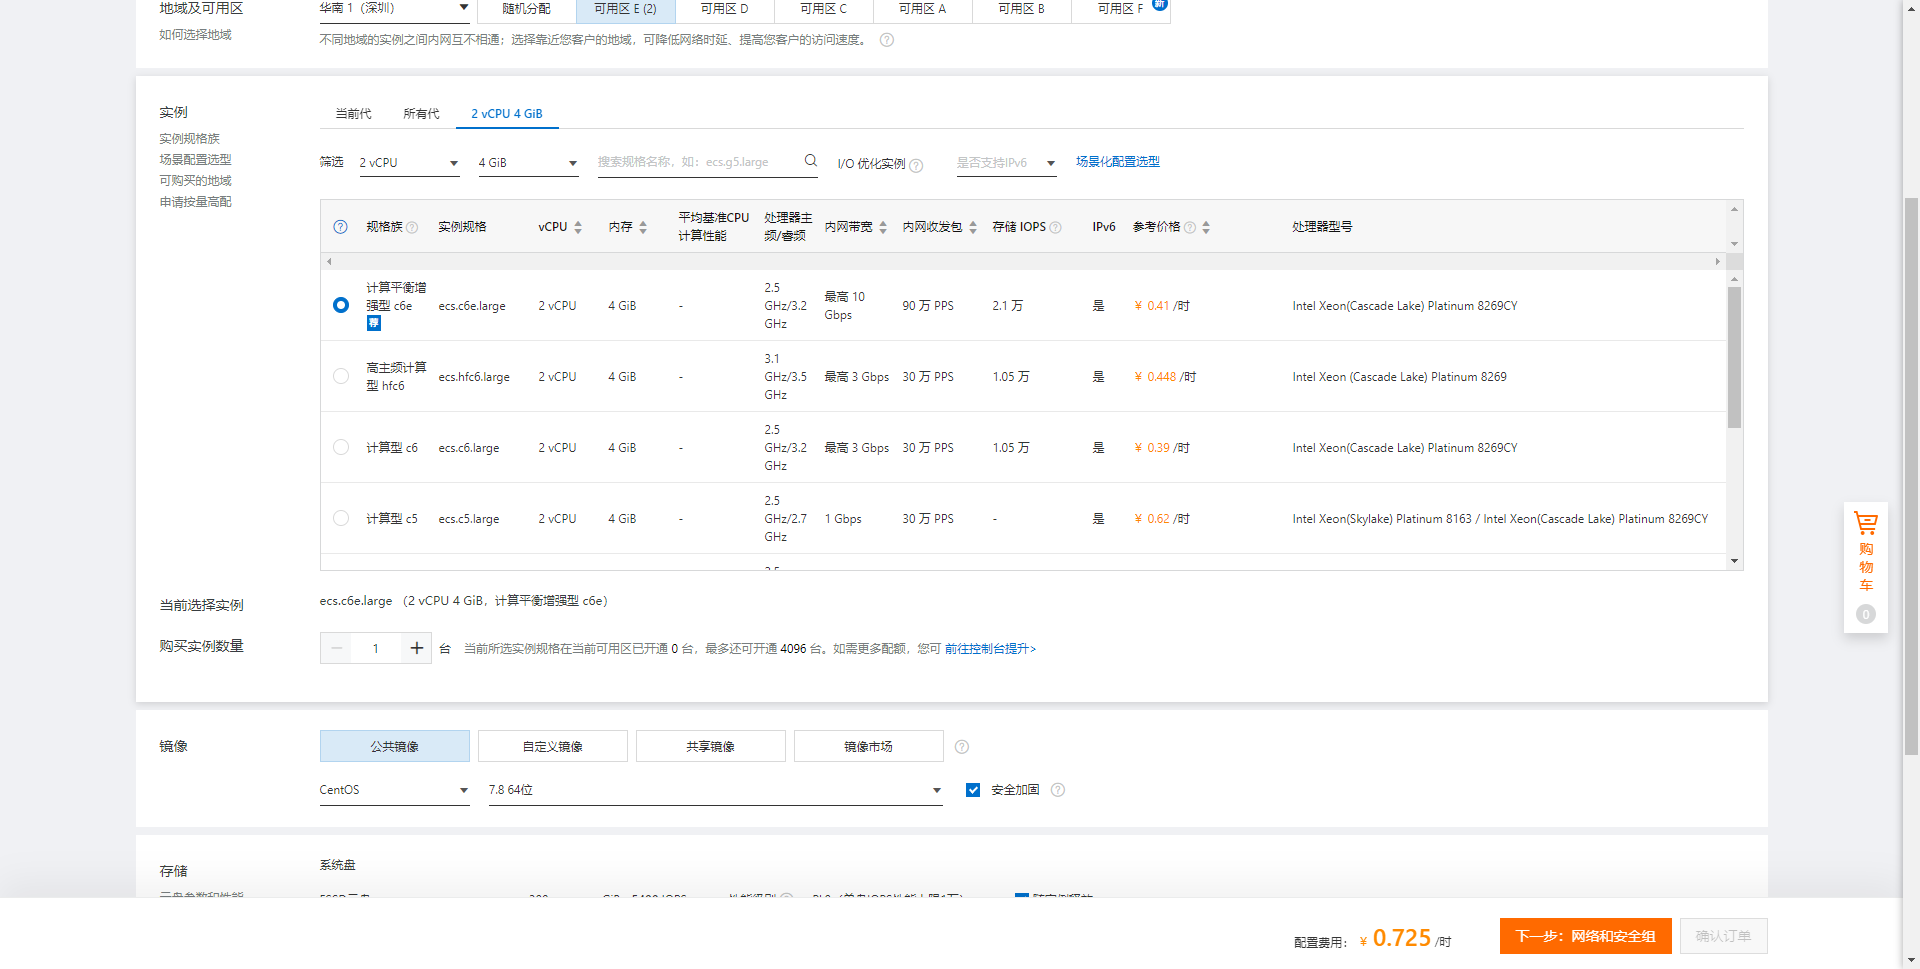 地域及可用区
如何选择地域
华南 1（深圳）
随机分配
可用区 E (2)
可用区 D
可用区 C
可用区 A
可用区 B
可用区 F
新
不同地域的实例之间内网互不相通；选择靠近您客户的地域，可降低网络时延、提高您客户的访问速度。
实例
实例规格族
场景配置选型
可购买的地域
申请按量高配
当前代
所有代
2 vCPU 4 GiB
筛选
2 vCPU
4 GiB
搜索规格名称，如：ecs.g5.large
I/O 优化实例
是否支持IPv6
场景化配置选型
规格族
实例规格
vCPU
内存
平均基准CPU
计算性能
处理器主
频/睿频
内网带宽
内网收发包
存储 IOPS
IPv6
参考价格
处理器型号
计算平衡增
强型 c6e
荐
ecs.c6e.large
2 vCPU
4 GiB
-
2.5
GHz/3.2
GHz
最高 10
Gbps
90 万 PPS
2.1 万
是
¥ 0.41 /时
Intel Xeon(Cascade Lake) Platinum 8269CY
高主频计算
型 hfc6
ecs.hfc6.large
2 vCPU
4 GiB
-
3.1
GHz/3.5
GHz
最高 3 Gbps
30 万 PPS
1.05 万
是
¥ 0.448 /时
Intel Xeon (Cascade Lake) Platinum 8269
计算型 c6
ecs.c6.large
2 vCPU
4 GiB
-
2.5
GHz/3.2
GHz
最高 3 Gbps
30 万 PPS
1.05 万
是
¥ 0.39 /时
Intel Xeon(Cascade Lake) Platinum 8269CY
计算型 c5
ecs.c5.large
2 vCPU
4 GiB
-
2.5
GHz/2.7
GHz
1 Gbps
30 万 PPS
-
是
¥ 0.62 /时
Intel Xeon(Skylake) Platinum 8163 / Intel Xeon(Cascade Lake) Platinum 8269CY
当前选择实例
ecs.c6e.large （2 vCPU 4 GiB，计算平衡增强型 c6e）
购买实例数量
1
台
当前所选实例规格在当前可用区已开通 0 台，最多还可开通 4096 台。如需更多配额，您可 前往控制台提升>
镜像
公共镜像
自定义镜像
共享镜像
镜像市场
CentOS
7.8 64位
安全加固
存储
系统盘
购
物
车
0
配置费用：
¥ 0.725 /时
下一步：网络和安全组
确认订单